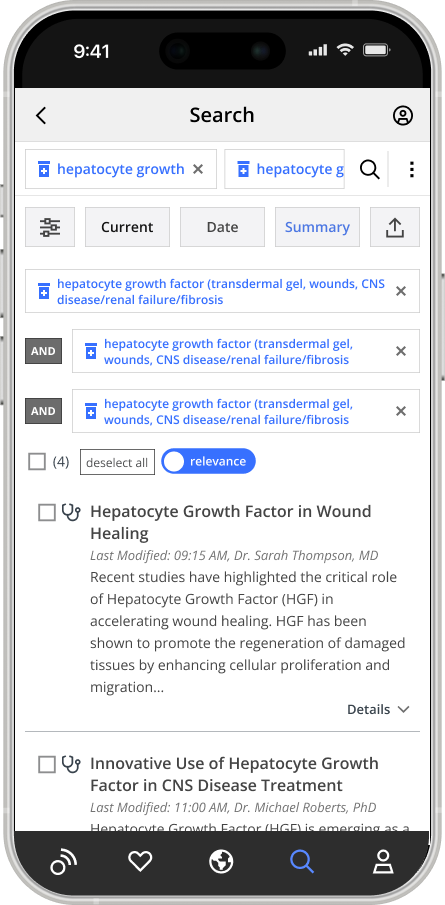 9:41
Search
hepatocyte growth
hepatocyte g
Current
Date
Summary
hepatocyte growth factor (transdermal gel, wounds, CNS
disease/renal failure/fibrosis
AND
hepatocyte growth factor (transdermal gel,
wounds, CNS disease/renal failure/fibrosis
AND
hepatocyte growth factor (transdermal gel,
wounds, CNS disease/renal failure/fibrosis
(4)
deselect all
relevance
Hepatocyte Growth Factor in Wound
Healing
Last Modified: 09:15 AM, Dr. Sarah Thompson, MD
Recent studies have highlighted the critical role
of Hepatocyte Growth Factor (HGF) in
accelerating wound healing. HGF has been
shown to promote the regeneration of damaged
tissues by enhancing cellular proliferation and
migration...
Details
Innovative Use of Hepatocyte Growth
Factor in CNS Disease Treatment
Last Modified: 11:00 AM, Dr. Michael Roberts, PhD
Hepatocyte Growth Factor (HGF) is emerging as a